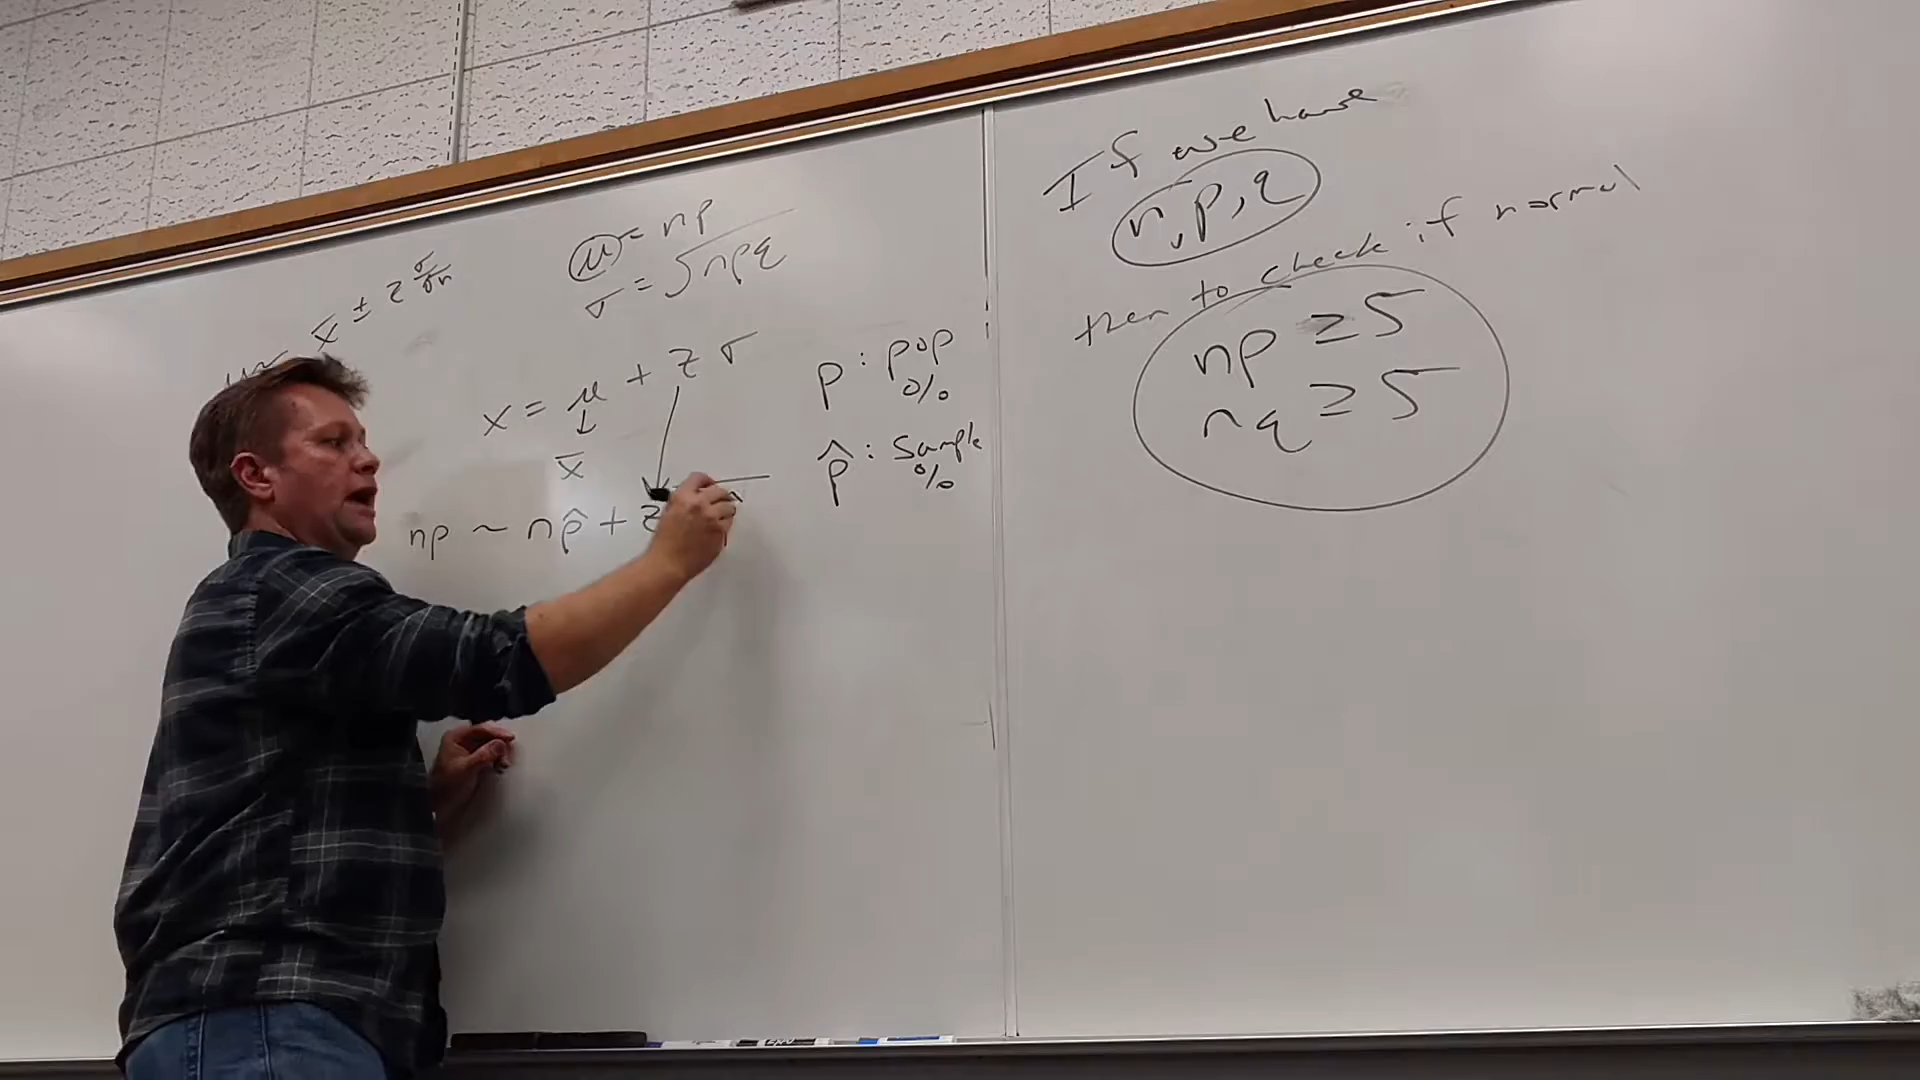 x̄ ± z σ/√n
μ = np
σ = √npq
x = μ + z σ
↓
x̄
np ~ np̂ + z
p : pop
%
p̂ : Sample
%
If we have
n, p, q
then to check if normal
np ≥ 5
nq ≥ 5